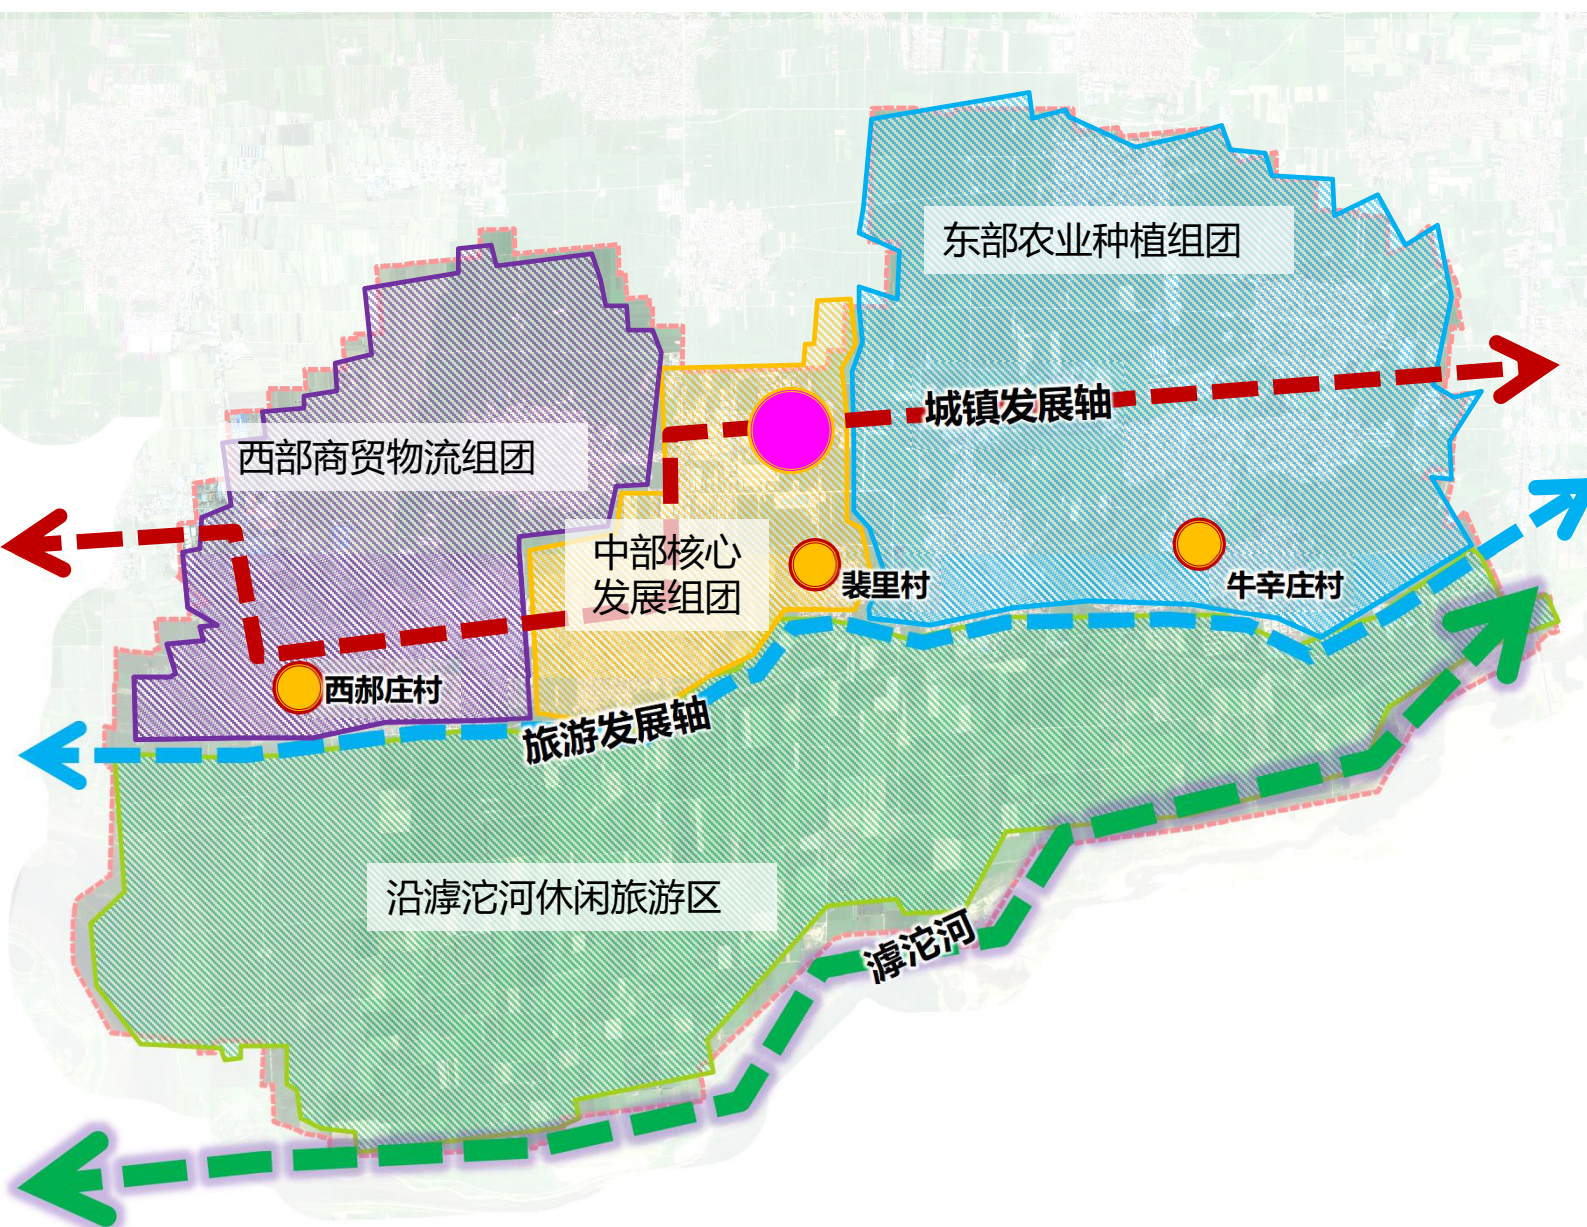 东部农业种植组团
城镇发展轴
西部商贸物流组团
中部核心
发展组团
裴里村
牛辛庄村
西郝庄村
旅游发展轴
沿滹沱河休闲旅游区
滹沱河